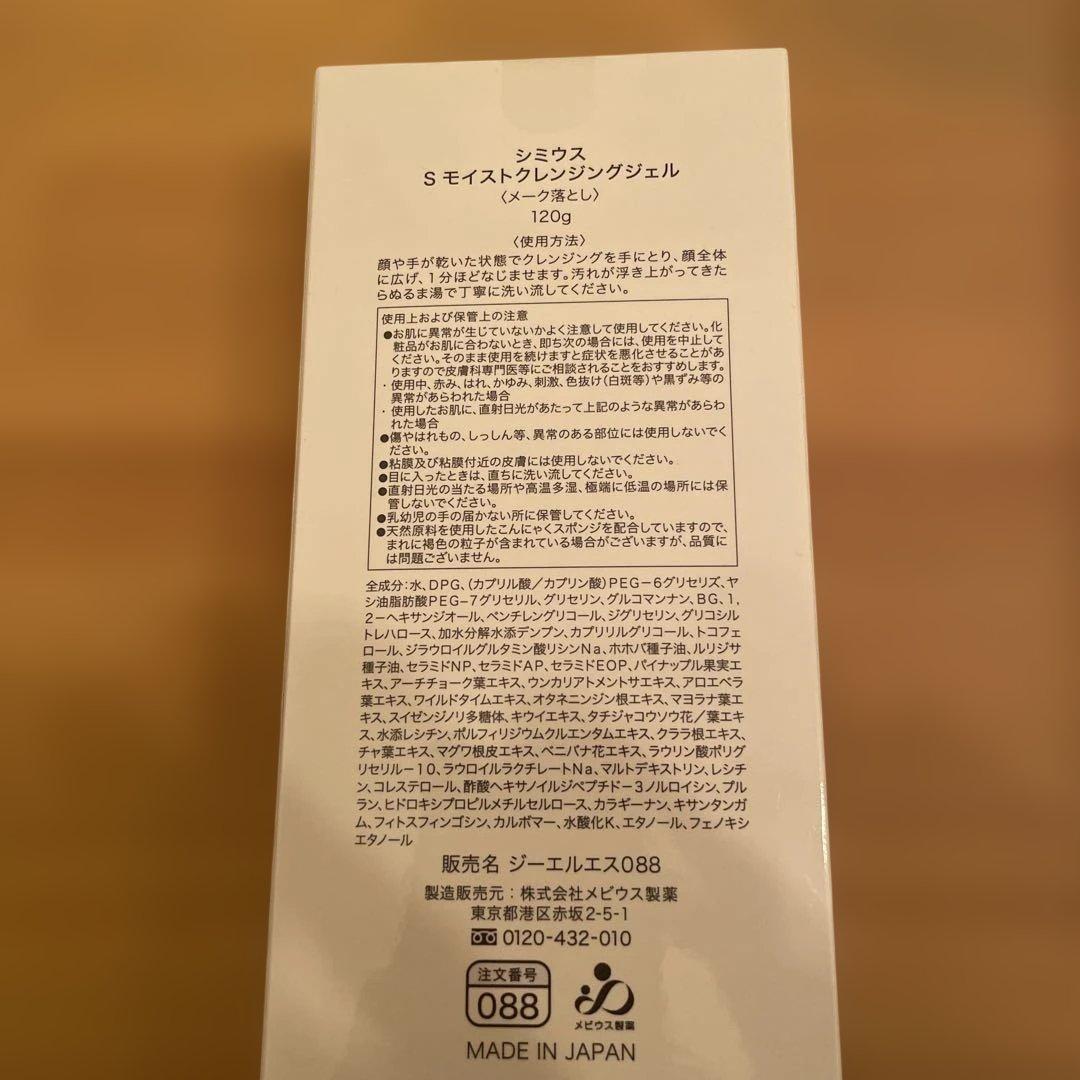 シミウス
S モイストクレンジングジェル
〈メーク落とし〉
120g
〈使用方法〉
顔や手が乾いた状態でクレンジングを手にとり、顔全体
に広げ、1分ほどなじませます。汚れが浮き上がってきた
らぬるま湯で丁寧に洗い流してください。
使用上および保管上の注意
●お肌に異常が生じていないかよく注意して使用してください。化
粧品がお肌に合わないとき、即ち次の場合には、使用を中止して
ください。そのまま使用を続けますと症状を悪化させることがあ
りますので皮膚科専門医等にご相談されることをおすすめします。
・使用中、赤み、はれ、かゆみ、刺激、色抜け(白斑等)や黒ずみ等の
異常があらわれた場合
・使用したお肌に、直射日光があたって上記のような異常があらわ
れた場合
●傷やはれもの、しっしん等、異常のある部位には使用しないでく
ださい。
●粘膜及び粘膜付近の皮膚には使用しないでください。
●目に入ったときは、直ちに洗い流してください。
●直射日光の当たる場所や高温多湿、極端に低温の場所には保
管しないでください。
●乳幼児の手の届かない所に保管してください。
●天然原料を使用したこんにゃくスポンジを配合していますので、
まれに褐色の粒子が含まれている場合がございますが、品質に
は問題ございません。
全成分：水、DPG、(カプリル酸／カプリン酸)PEG－6グリセリズ、ヤ
シ油脂肪酸PEG－7グリセリル、グリセリン、グルコマンナン、BG、1,
2－ヘキサンジオール、ペンチレングリコール、ジグリセリン、グリコシル
トレハロース、加水分解水添デンプン、カプリリルグリコール、トコフェ
ロール、ジラウロイルグルタミン酸リシンNa、ホホバ種子油、ルリジサ
種子油、セラミドNP、セラミドAP、セラミドEOP、パイナップル果実エ
キス、アーチチョーク葉エキス、ウンカリアトメントサエキス、アロエベラ
葉エキス、ワイルドタイムエキス、オタネニンジン根エキス、マヨラナ葉エ
キス、スイゼンジノリ多糖体、キウイエキス、タチジャコウソウ花／葉エキ
ス、水添レシチン、ポルフィリジウムクルエンタムエキス、クララ根エキス、
チャ葉エキス、マグワ根皮エキス、ベニバナ花エキス、ラウリン酸ポリグ
リセリル－10、ラウロイルラクチレートNa、マルトデキストリン、レシチ
ン、コレステロール、酢酸ヘキサノイルジペプチド－3ノルロイシン、プル
ラン、ヒドロキシプロピルメチルセルロース、カラギーナン、キサンタンガ
ム、フィトスフィンゴシン、カルボマー、水酸化K、エタノール、フェノキシ
エタノール
販売名 ジーエルエス088
製造販売元：株式会社メビウス製薬
東京都港区赤坂2-5-1
0120-432-010
注文番号
088
メビウス製薬
MADE IN JAPAN